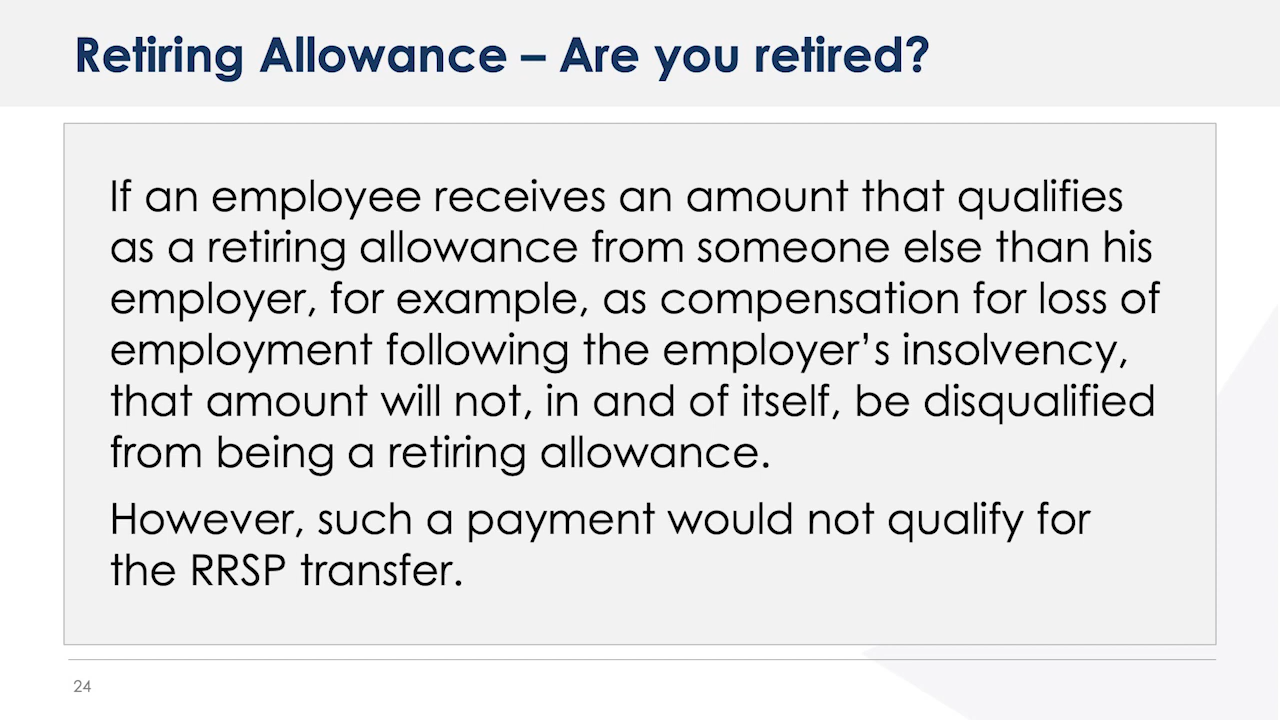 Retiring Allowance – Are you retired?
If an employee receives an amount that qualifies
as a retiring allowance from someone else than his
employer, for example, as compensation for loss of
employment following the employer’s insolvency,
that amount will not, in and of itself, be disqualified
from being a retiring allowance.
However, such a payment would not qualify for
the RRSP transfer.
24